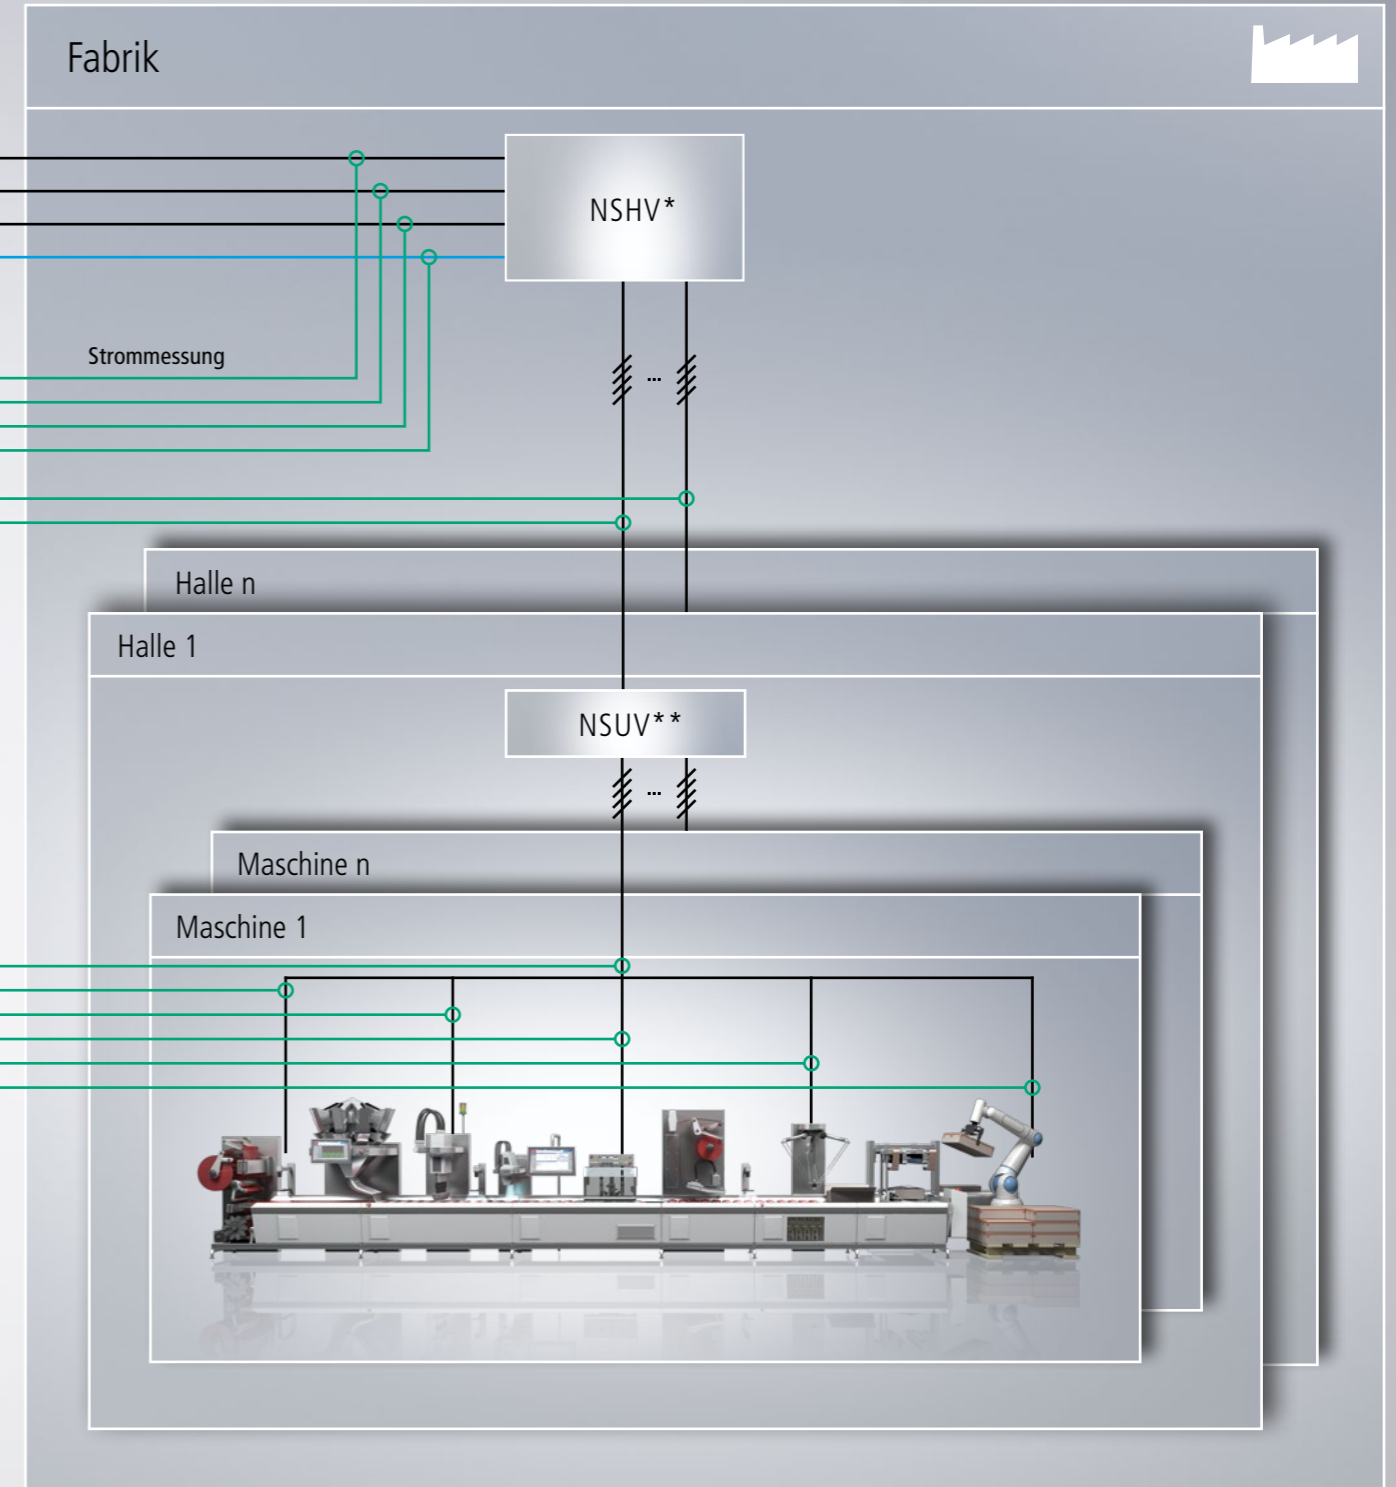 Fabrik
NSHV*
Strommessung
...
Halle n
Halle 1
NSUV**
...
Maschine n
Maschine 1